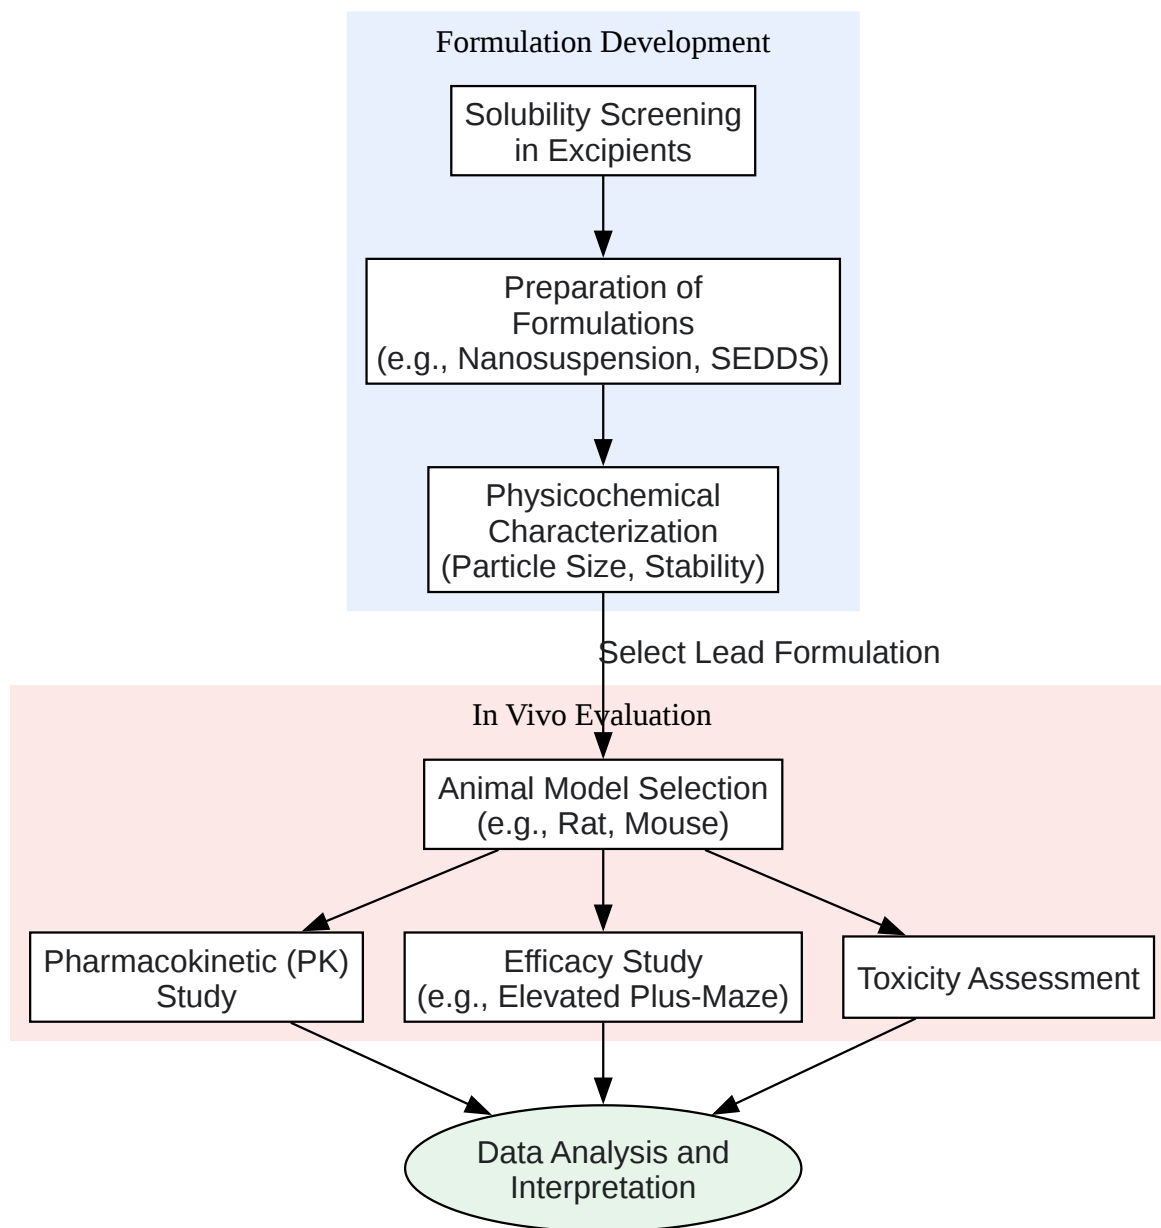 Formulation Development
Solubility Screening
in Excipients
Preparation of
Formulations
(e.g., Nanosuspension, SEDDS)
Physicochemical
Characterization
(Particle Size, Stability)
Select Lead Formulation
In Vivo Evaluation
Animal Model Selection
(e.g., Rat, Mouse)
Pharmacokinetic (PK)
Study
Efficacy Study
(e.g., Elevated Plus-Maze)
Toxicity Assessment
Data Analysis and
Interpretation